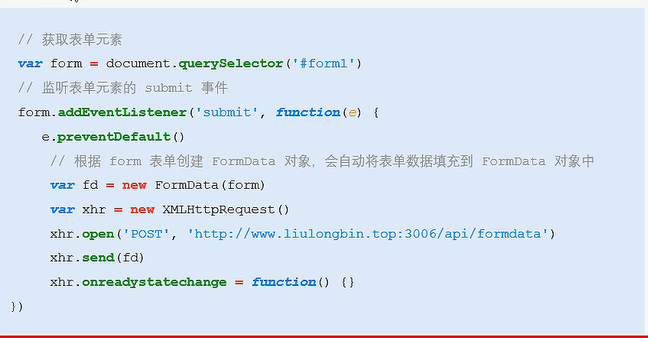 // 获取表单元素
var form = document.querySelector('#form1')
// 监听表单元素的 submit 事件
form.addEventListener('submit', function(e) {
e.preventDefault()
// 根据 form 表单创建 FormData 对象，会自动将表单数据填充到 FormData 对象中
var fd = new FormData(form)
var xhr = new XMLHttpRequest()
xhr.open('POST', 'http://www.liulongbin.top:3006/api/formdata')
xhr.send(fd)
xhr.onreadystatechange = function() {}
})